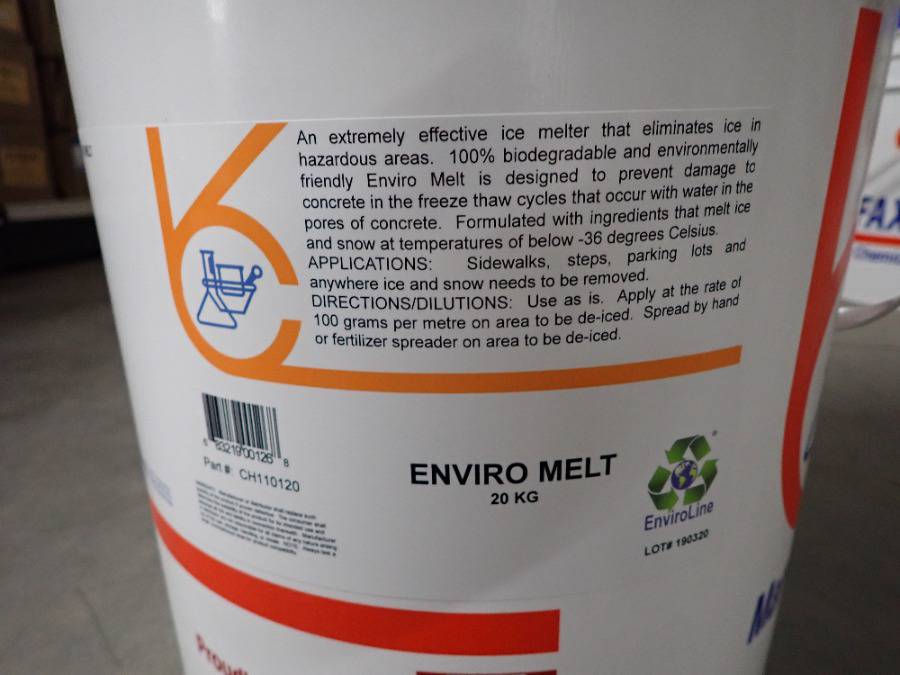 An extremely effective ice melter that eliminates ice in
hazardous areas. 100% biodegradable and environmentally
friendly Enviro Melt is designed to prevent damage to
concrete in the freeze thaw cycles that occur with water in the
pores of concrete. Formulated with ingredients that melt ice
and snow at temperatures of below -36 degrees Celsius.
APPLICATIONS: Sidewalks, steps, parking lots and
anywhere ice and snow needs to be removed.
DIRECTIONS/DILUTIONS: Use as is. Apply at the rate of
100 grams per metre on area to be de-iced. Spread by hand
or fertilizer spreader on area to be de-iced.
Part #: CH110120
ENVIRO MELT
20 KG
EnviroLine
LOT# 190320
FAX